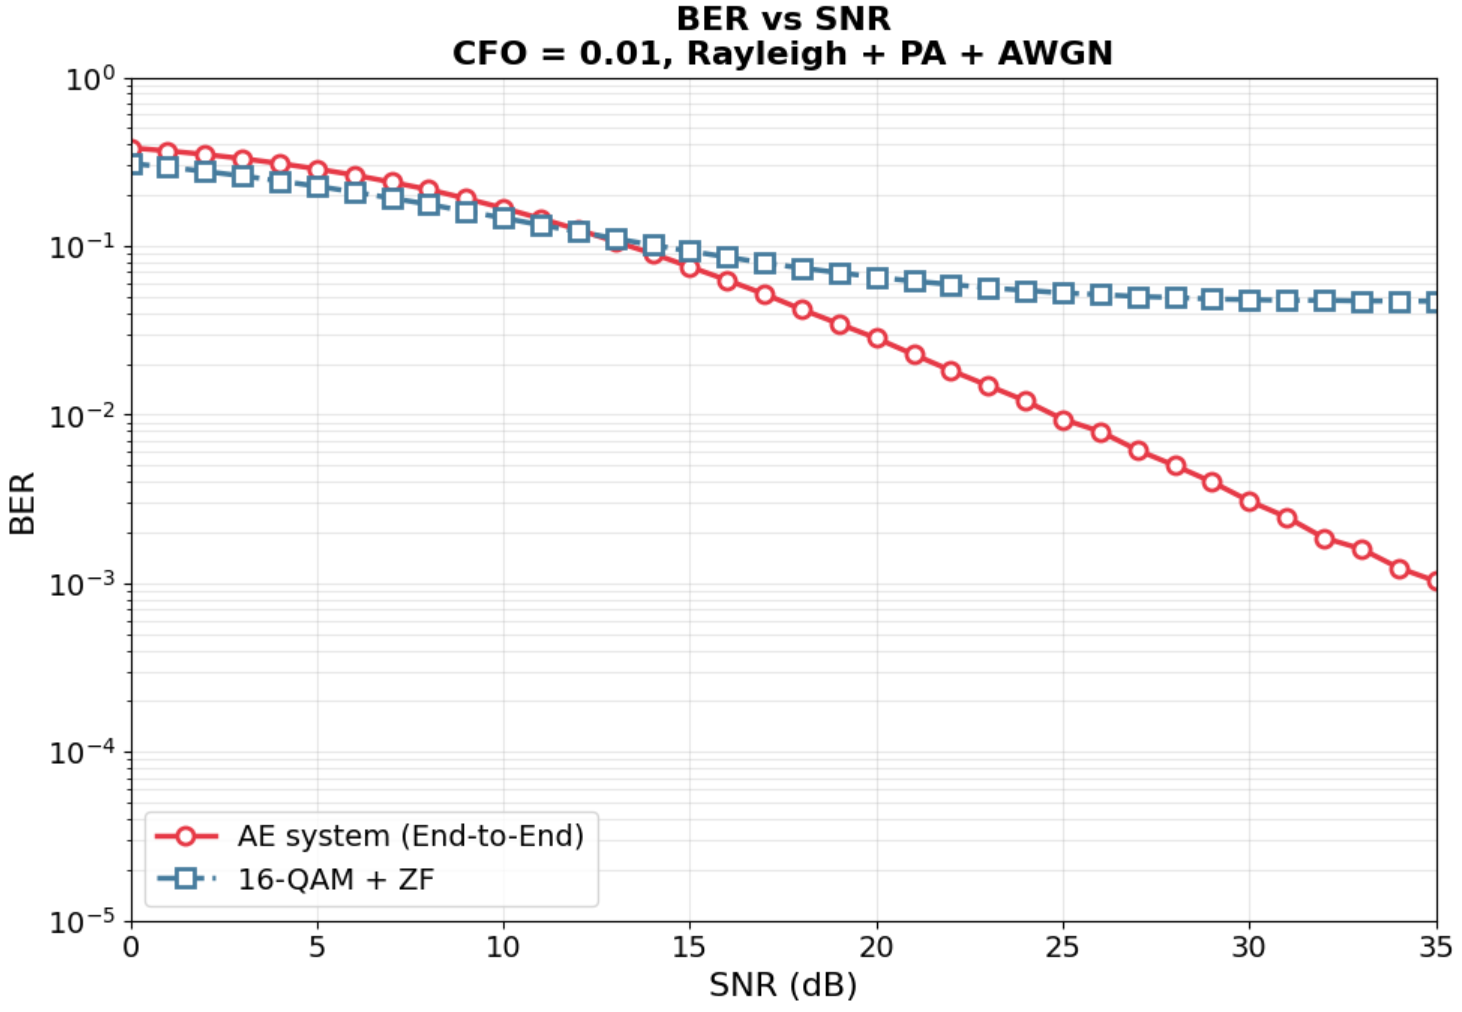 BER vs SNR
CFO = 0.01, Rayleigh + PA + AWGN
10⁰
10⁻¹
10⁻²
10⁻³
10⁻⁴
10⁻⁵
BER
AE system (End-to-End)
16-QAM + ZF
0 5 10 15 20 25 30 35
SNR (dB)